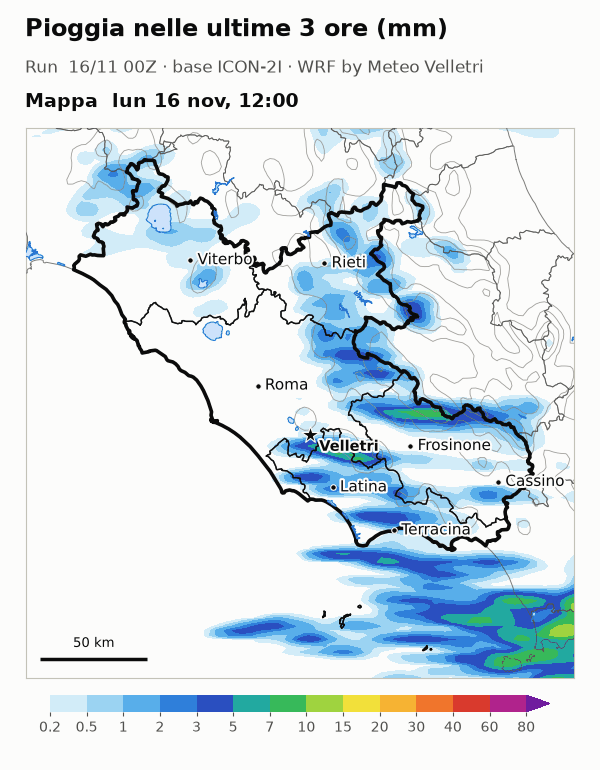 Pioggia nelle ultime 3 ore (mm)
Run  16/11 00Z · base ICON-2I · WRF by Meteo Velletri
Mappa  lun 16 nov, 12:00
Viterbo
Rieti
Roma
Velletri
Frosinone
Latina
Cassino
Terracina
50 km
0.2 0.5 1 2 3 5 7 10 15 20 30 40 60 80